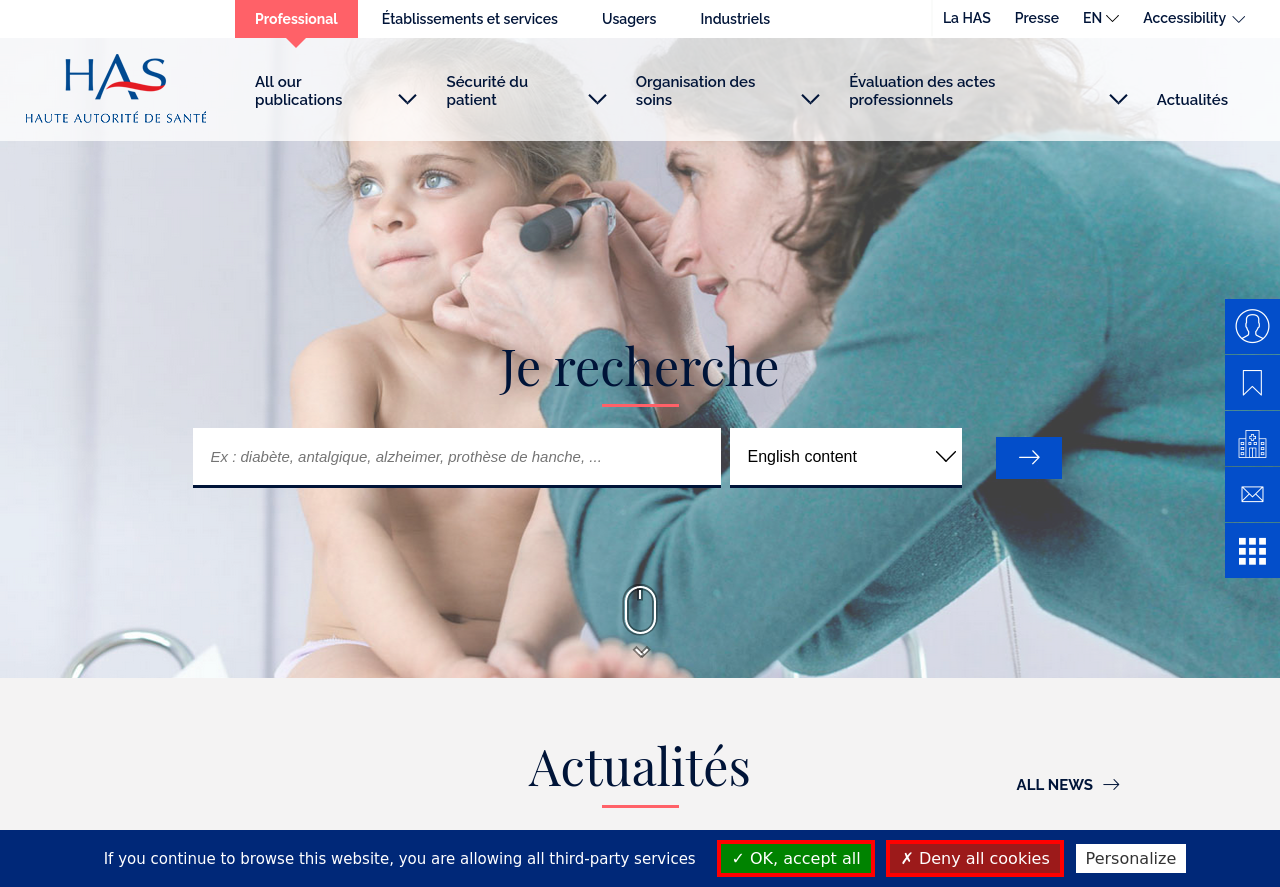 Professional
Établissements et services
Usagers
Industriels
La HAS
Presse
EN
Accessibility
HAS
HAUTE AUTORITÉ DE SANTÉ
All our
publications
Sécurité du
patient
Organisation des
soins
Évaluation des actes
professionnels
Actualités
Je recherche
Ex : diabète, antalgique, alzheimer, prothèse de hanche, ...
English content
Actualités
ALL NEWS
If you continue to browse this website, you are allowing all third-party services
✓ OK, accept all
✗ Deny all cookies
Personalize